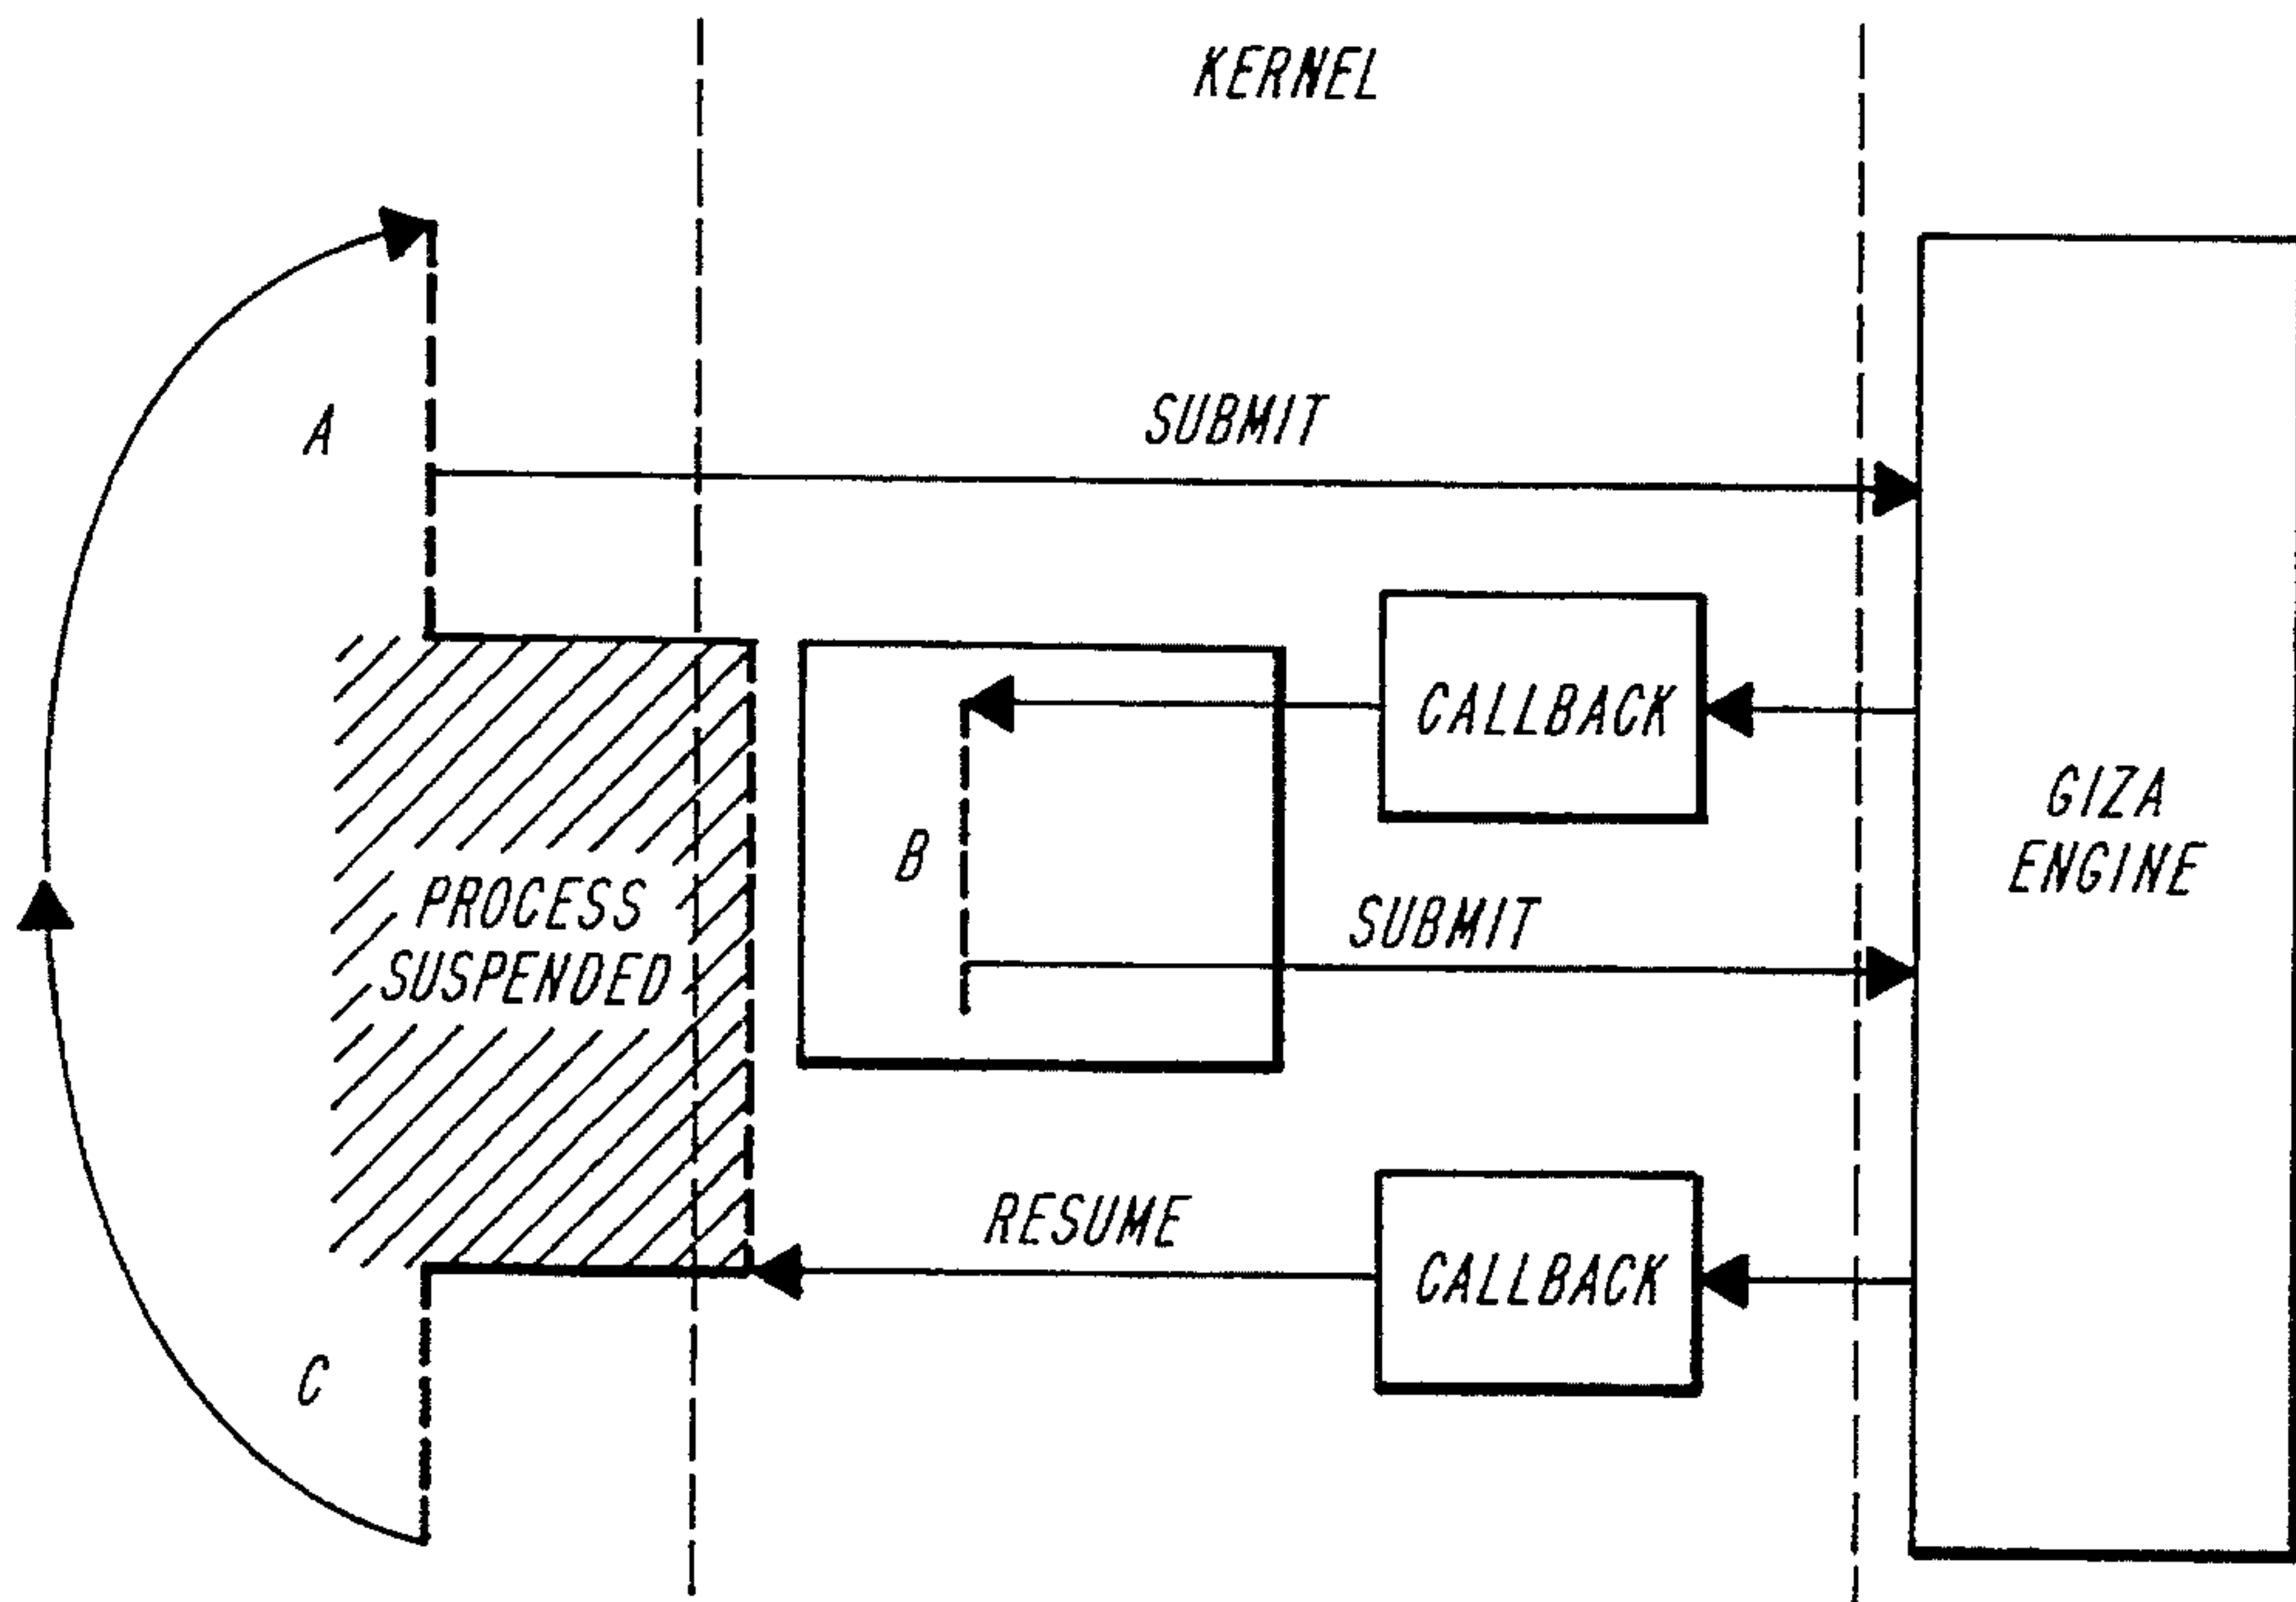 KERNEL
A
SUBMIT
CALLBACK
GIZA
ENGINE
B
PROCESS
SUSPENDED
SUBMIT
RESUME
CALLBACK
C